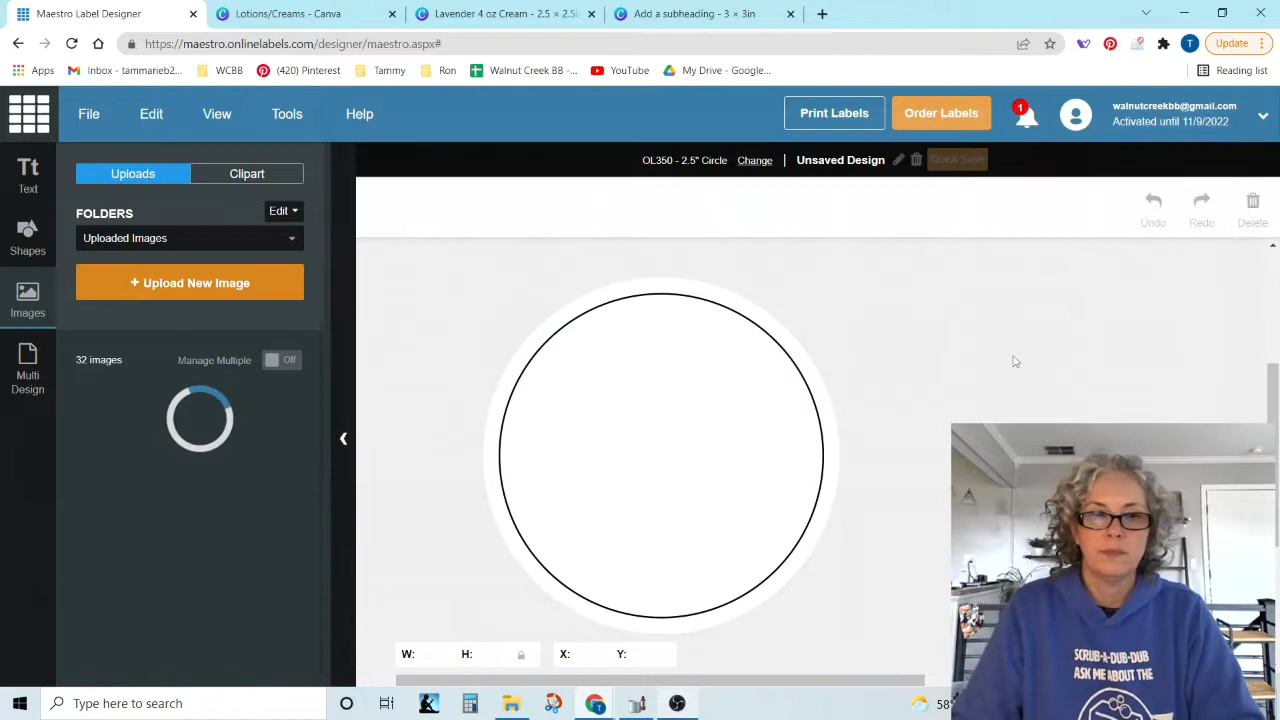 Maestro Label Designer
Lotions/Creams - Canva
Lavender 4 oz Cream - 2.5 × 2.5i
Add a subheading - 3 × 3in
https://maestro.onlinelabels.com/designer/maestro.aspx#
Update
Apps
Inbox - tammarieb2...
WCBB
(420) Pinterest
Tammy
Ron
Walnut Creek BB -...
YouTube
My Drive - Google...
Reading list
File
Edit
View
Tools
Help
Print Labels
Order Labels
1
walnutcreekbb@gmail.com
Activated until 11/9/2022
OL350 - 2.5" Circle
Change
Unsaved Design
Quick Save
Text
Shapes
Images
Multi
Design
Uploads
Clipart
FOLDERS
Edit
Uploaded Images
+ Upload New Image
32 images
Manage Multiple
Off
Undo
Redo
Delete
W:
H:
X:
Y:
SCRUB-A-DUB-DUB
ASK ME ABOUT THE
Type here to search
58°